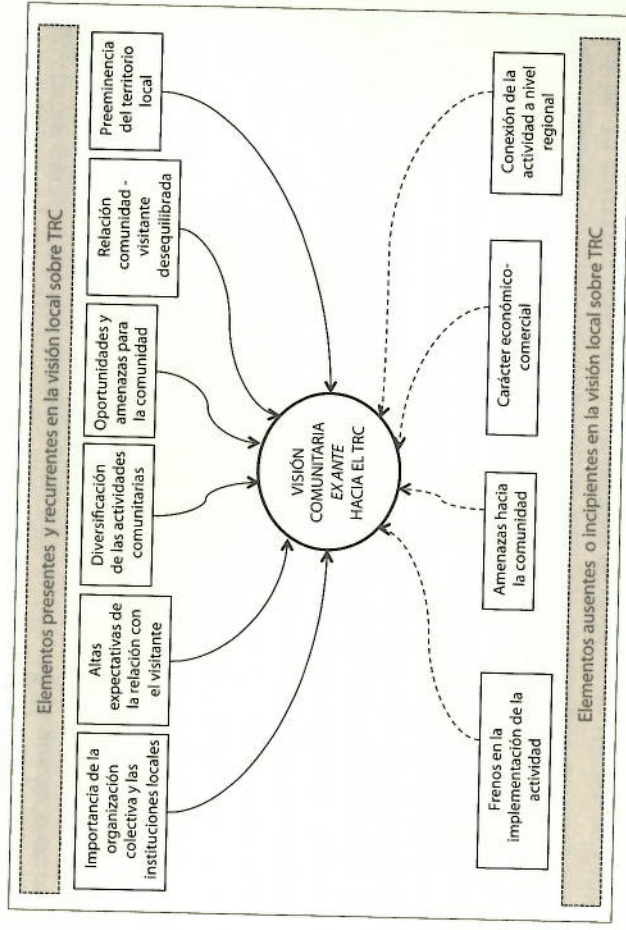 Elementos presentes y recurrentes en la visión local sobre TRC
Importancia de la
organización
colectiva y las
instituciones locales
Altas
expectativas de
la relación con
el visitante
Diversificación
de las actividades
comunitarias
Oportunidades y
amenazas para
la comunidad
Relación
comunidad -
visitante
desequilibrada
Preeminencia
del territorio
local
VISIÓN
COMUNITARIA
EX ANTE
HACIA EL TRC
Frenos en la
implementación de la
actividad
Amenazas hacia
la comunidad
Carácter económico-
comercial
Conexión de la
actividad a nivel
regional
Elementos ausentes o incipientes en la visión local sobre TRC